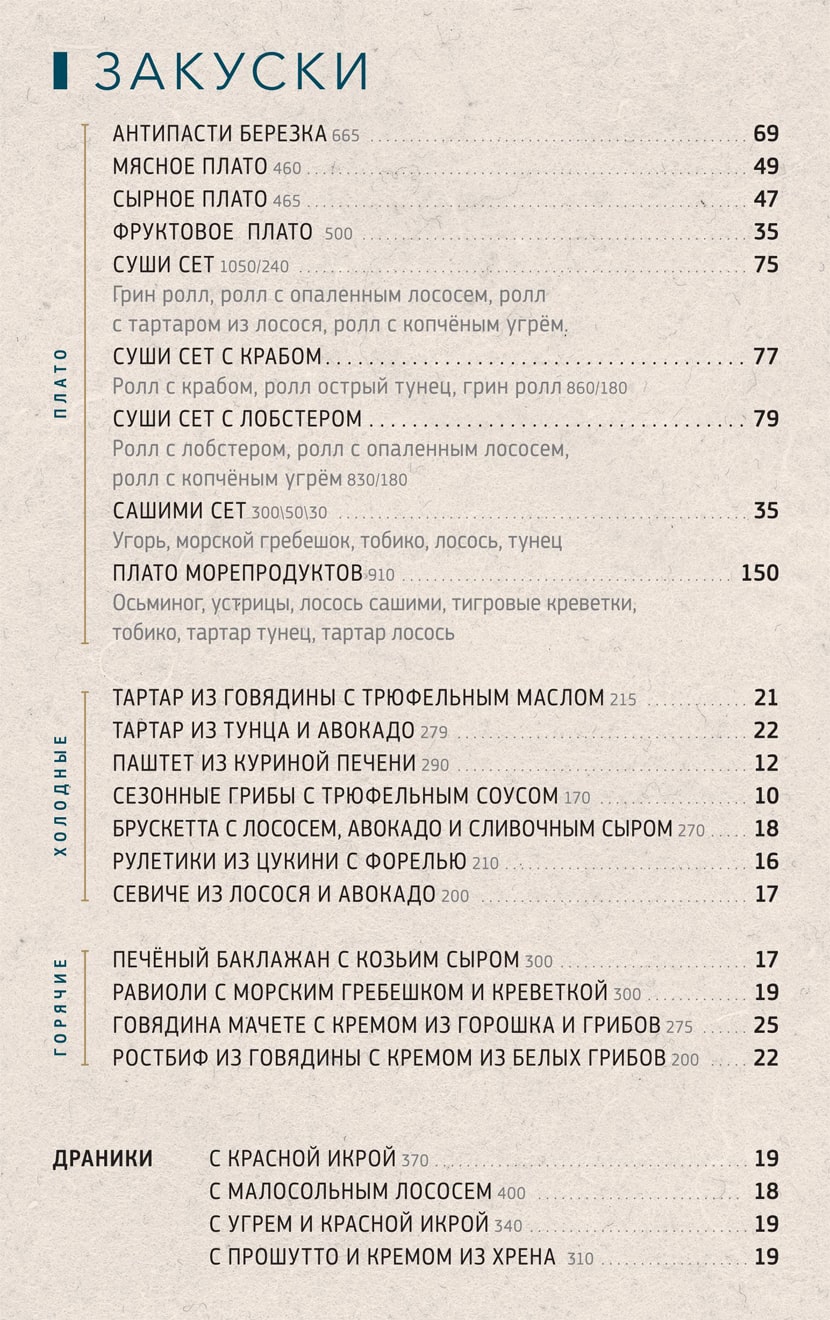 ЗАКУСКИ
ПЛАТО
АНТИПАСТИ БЕРЕЗКА 665 69
МЯСНОЕ ПЛАТО 460 49
СЫРНОЕ ПЛАТО 465 47
ФРУКТОВОЕ ПЛАТО 500 35
СУШИ СЕТ 1050/240 75
Грин ролл, ролл с опаленным лососем, ролл
с тартаром из лосося, ролл с копчёным угрём.
СУШИ СЕТ С КРАБОМ 77
Ролл с крабом, ролл острый тунец, грин ролл 860/180
СУШИ СЕТ С ЛОБСТЕРОМ 79
Ролл с лобстером, ролл с опаленным лососем,
ролл с копчёным угрём 830/180
САШИМИ СЕТ 300\50\30 35
Угорь, морской гребешок, тобико, лосось, тунец
ПЛАТО МОРЕПРОДУКТОВ 910 150
Осьминог, устрицы, лосось сашими, тигровые креветки,
тобико, тартар тунец, тартар лосось
ХОЛОДНЫЕ
ТАРТАР ИЗ ГОВЯДИНЫ С ТРЮФЕЛЬНЫМ МАСЛОМ 215 21
ТАРТАР ИЗ ТУНЦА И АВОКАДО 279 22
ПАШТЕТ ИЗ КУРИНОЙ ПЕЧЕНИ 290 12
СЕЗОННЫЕ ГРИБЫ С ТРЮФЕЛЬНЫМ СОУСОМ 170 10
БРУСКЕТТА С ЛОСОСЕМ, АВОКАДО И СЛИВОЧНЫМ СЫРОМ 270 18
РУЛЕТИКИ ИЗ ЦУКИНИ С ФОРЕЛЬЮ 210 16
СЕВИЧЕ ИЗ ЛОСОСЯ И АВОКАДО 200 17
ГОРЯЧИЕ
ПЕЧЁНЫЙ БАКЛАЖАН С КОЗЬИМ СЫРОМ 300 17
РАВИОЛИ С МОРСКИМ ГРЕБЕШКОМ И КРЕВЕТКОЙ 300 19
ГОВЯДИНА МАЧЕТЕ С КРЕМОМ ИЗ ГОРОШКА И ГРИБОВ 275 25
РОСТБИФ ИЗ ГОВЯДИНЫ С КРЕМОМ ИЗ БЕЛЫХ ГРИБОВ 200 22
ДРАНИКИ С КРАСНОЙ ИКРОЙ 370 19
С МАЛОСОЛЬНЫМ ЛОСОСЕМ 400 18
С УГРЕМ И КРАСНОЙ ИКРОЙ 340 19
С ПРОШУТТО И КРЕМОМ ИЗ ХРЕНА 310 19